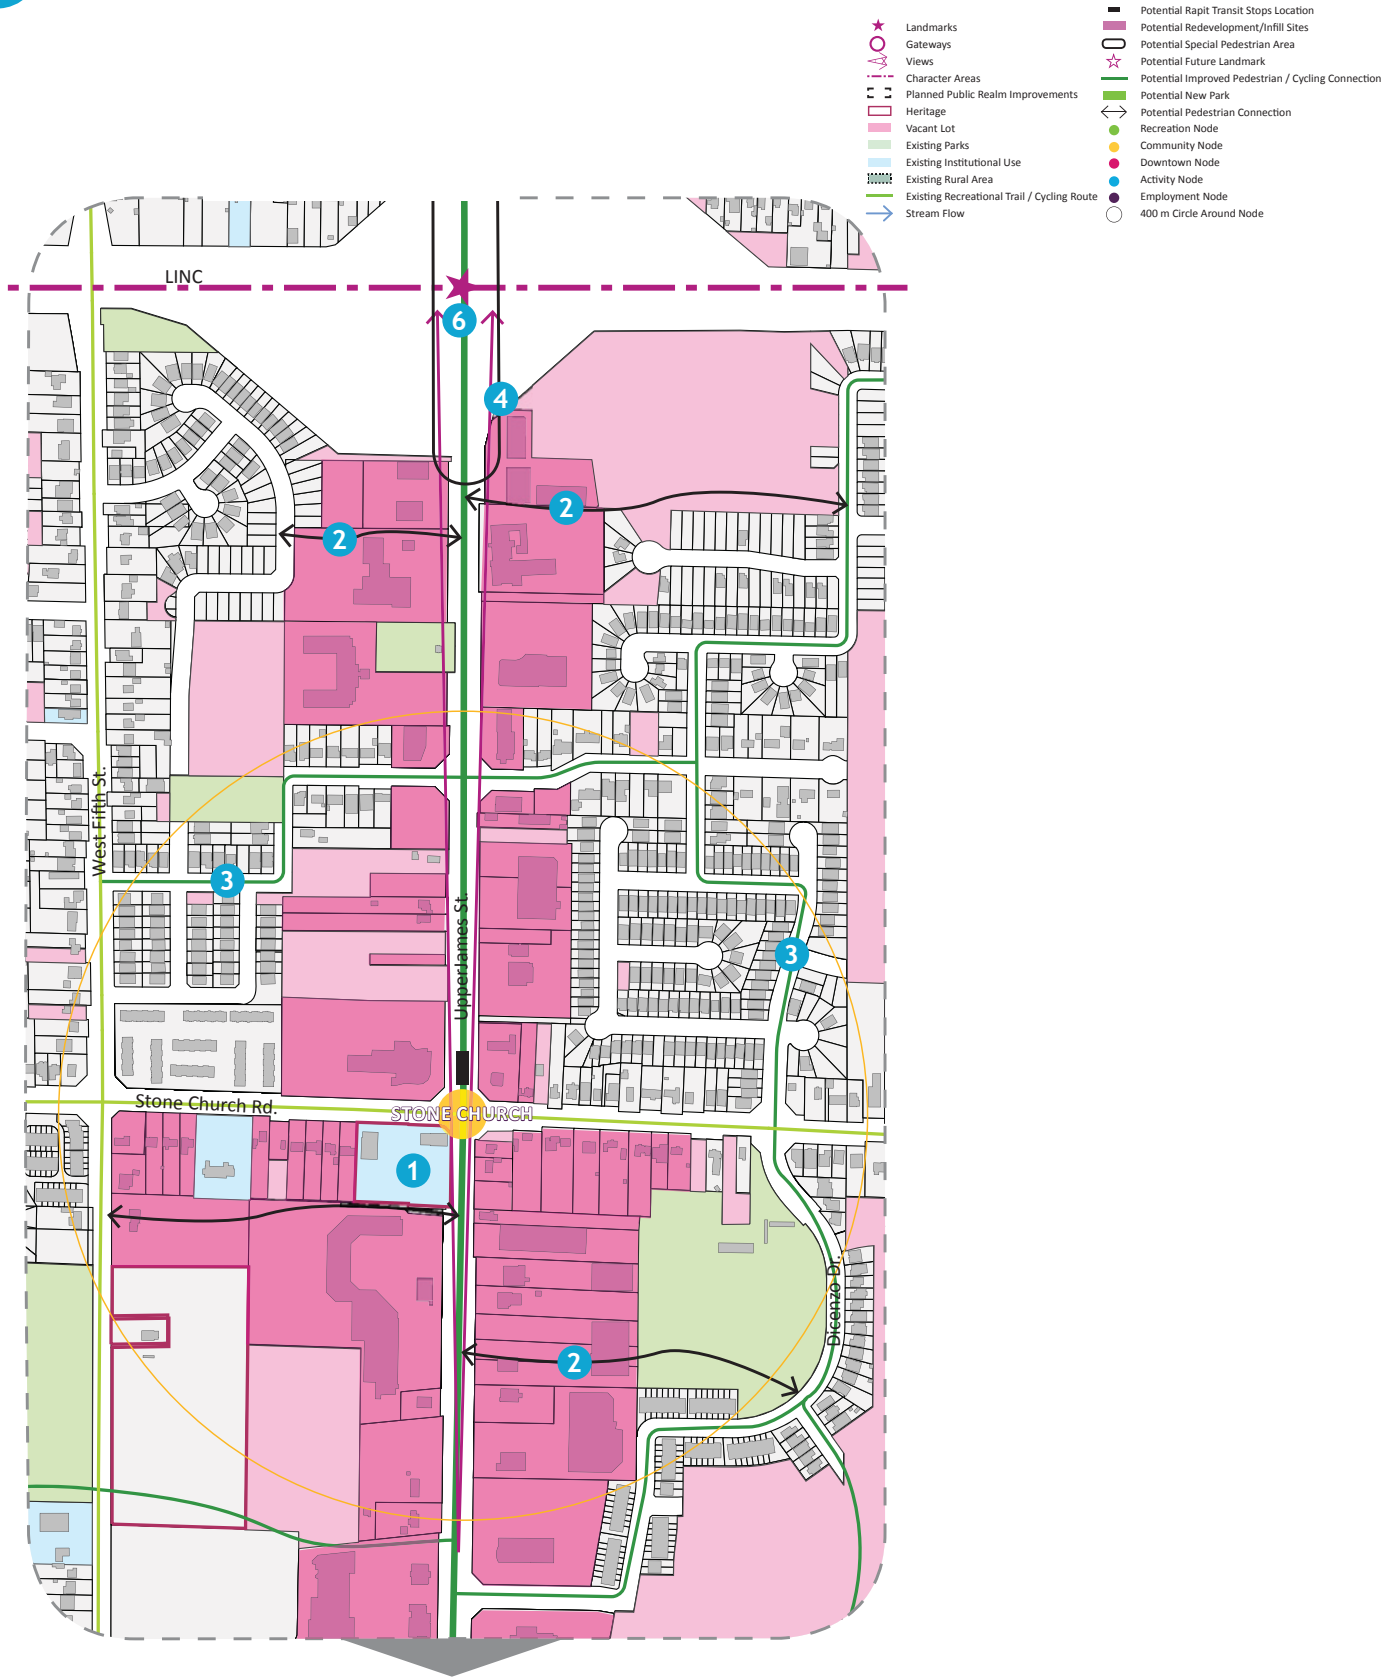 Landmarks
Gateways
Views
Character Areas
Planned Public Realm Improvements
Heritage
Vacant Lot
Existing Parks
Existing Institutional Use
Existing Rural Area
Existing Recreational Trail / Cycling Route
Stream Flow
Potential Rapit Transit Stops Location
Potential Redevelopment/Infill Sites
Potential Special Pedestrian Area
Potential Future Landmark
Potential Improved Pedestrian / Cycling Connection
Potential New Park
Potential Pedestrian Connection
Recreation Node
Community Node
Downtown Node
Activity Node
Employment Node
400 m Circle Around Node
LINC
6
4
2
2
West Fifth St.
3
UpperJames St.
3
Stone Church Rd.
STONE CHURCH
1
Dicenzo Dr.
2